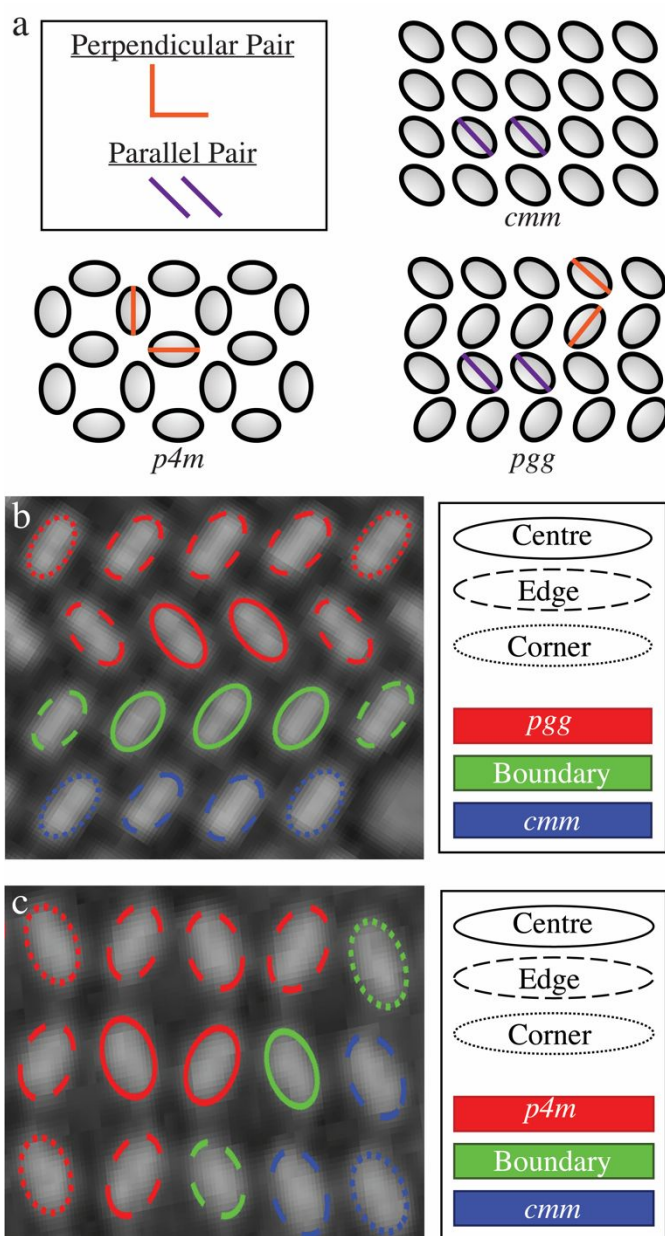 a
Perpendicular Pair
Parallel Pair
cmm
p4m
pgg
b
Centre
Edge
Corner
pgg
Boundary
cmm
c
Centre
Edge
Corner
p4m
Boundary
cmm